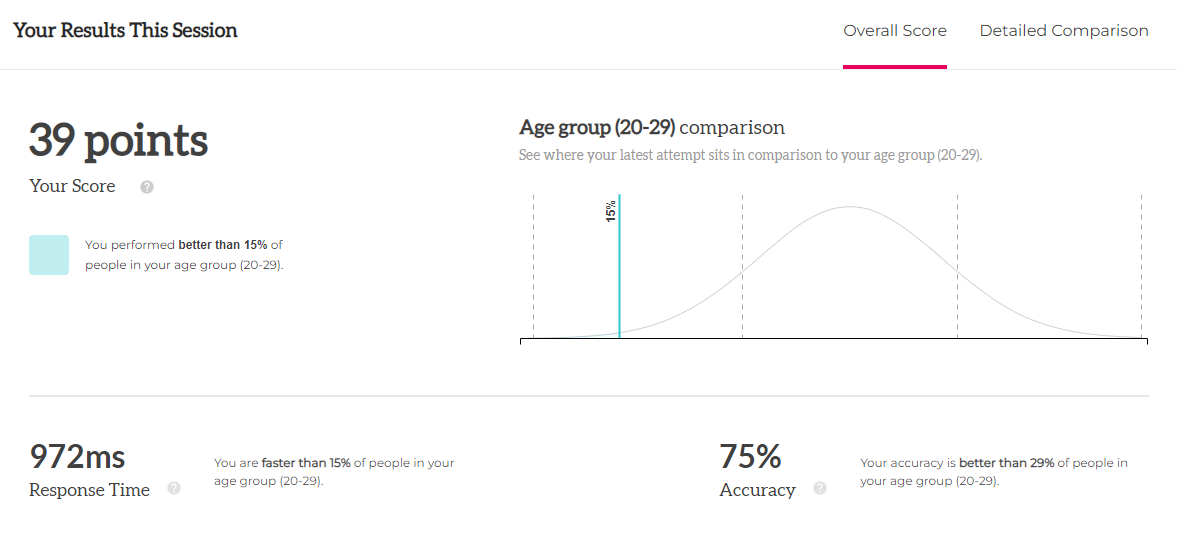 Your Results This Session
Overall Score
Detailed Comparison
39 points
Your Score ?
You performed better than 15% of
people in your age group (20-29).
Age group (20-29) comparison
See where your latest attempt sits in comparison to your age group (20-29).
15%
972ms
Response Time ?
You are faster than 15% of people in your
age group (20-29).
75%
Accuracy ?
Your accuracy is better than 29% of people in
your age group (20-29).